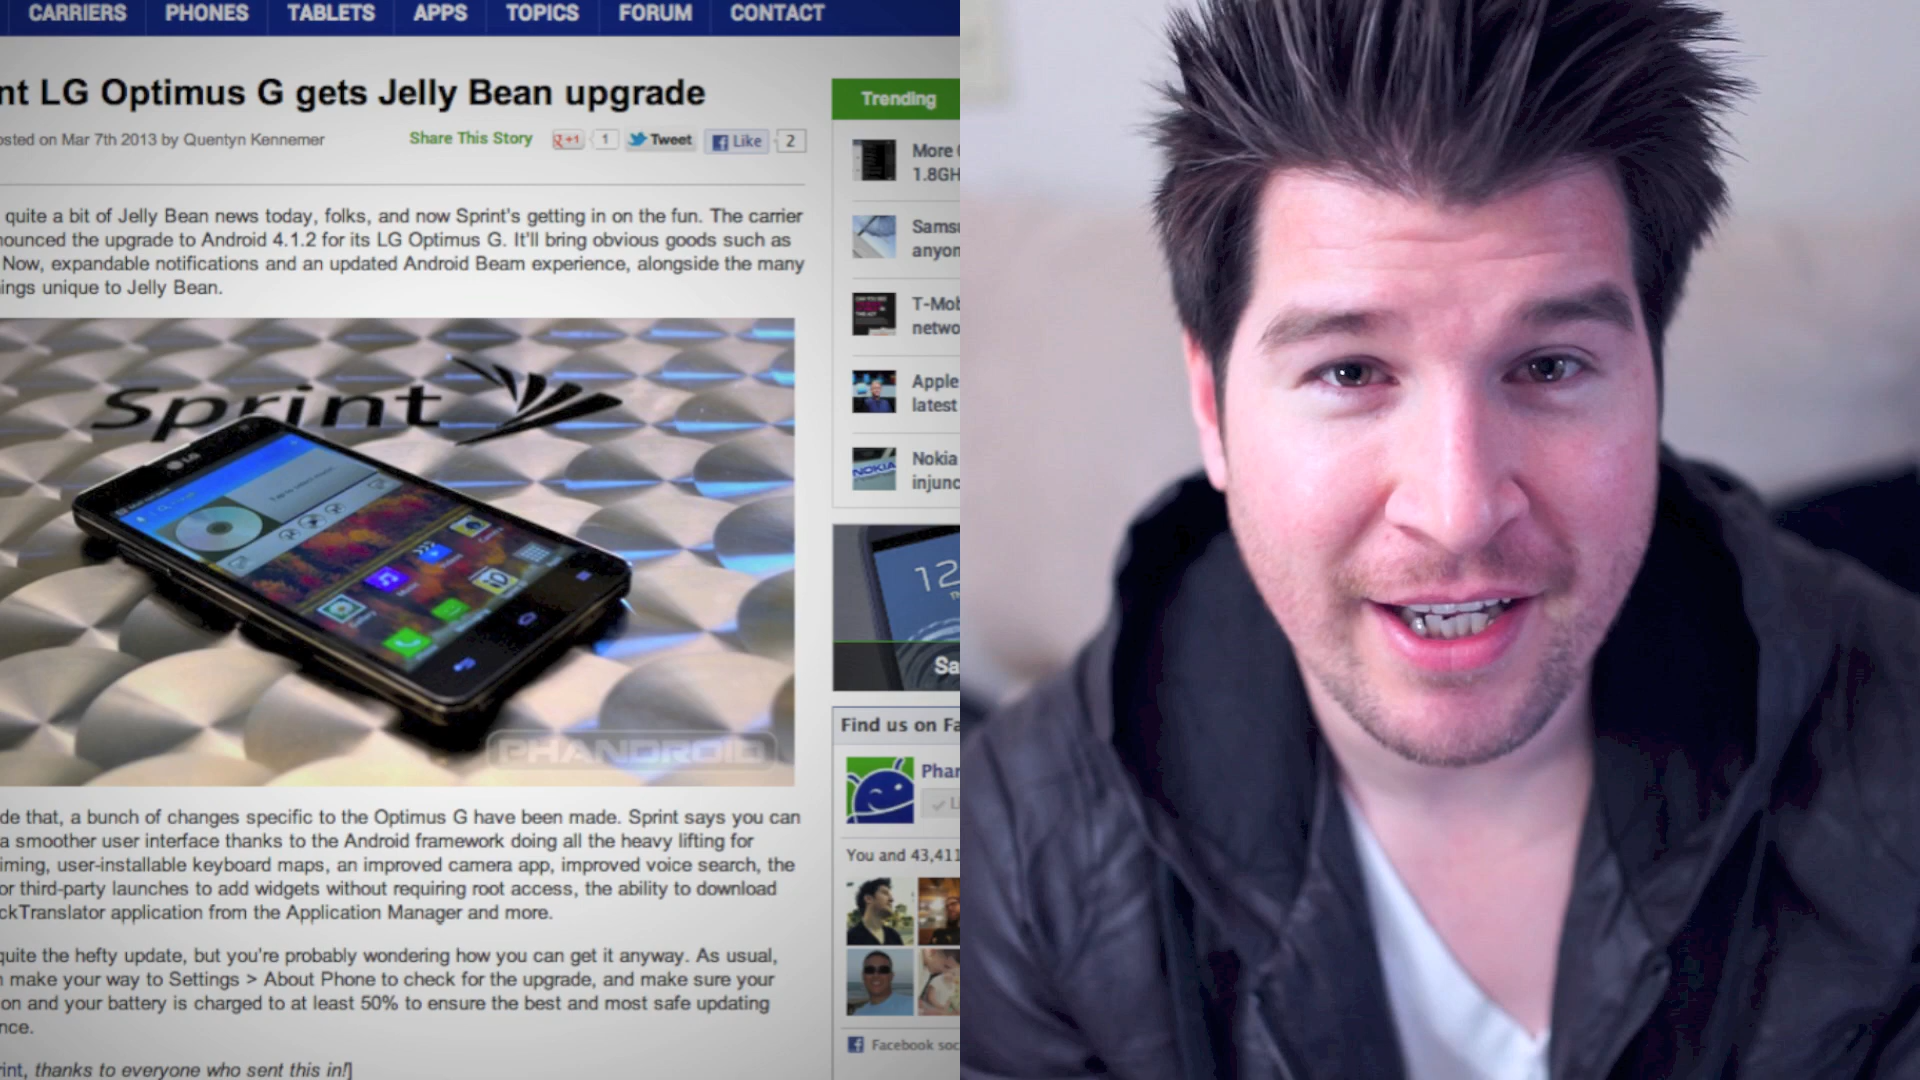 CARRIERS PHONES TABLETS APPS TOPICS FORUM CONTACT
nt LG Optimus G gets Jelly Bean upgrade
osted on Mar 7th 2013 by Quentyn Kennemer
Share This Story
g+1 1 Tweet Like 2
quite a bit of Jelly Bean news today, folks, and now Sprint's getting in on the fun. The carrier
nounced the upgrade to Android 4.1.2 for its LG Optimus G. It'll bring obvious goods such as
Now, expandable notifications and an updated Android Beam experience, alongside the many
ings unique to Jelly Bean.
Sprint
LG
10
PHANDROID
de that, a bunch of changes specific to the Optimus G have been made. Sprint says you can
a smoother user interface thanks to the Android framework doing all the heavy lifting for
iming, user-installable keyboard maps, an improved camera app, improved voice search, the
or third-party launches to add widgets without requiring root access, the ability to download
ckTranslator application from the Application Manager and more.
quite the hefty update, but you're probably wondering how you can get it anyway. As usual,
make your way to Settings > About Phone to check for the upgrade, and make sure your
on and your battery is charged to at least 50% to ensure the best and most safe updating
nce.
rint, thanks to everyone who sent this in!]
Trending
More
1.8GH
Sams
anyon
T-Mob
netwo
Apple
latest
Nokia
injunc
NOKIA
12
Sa
Find us on Fa
Phan
You and 43,411
Facebook soc